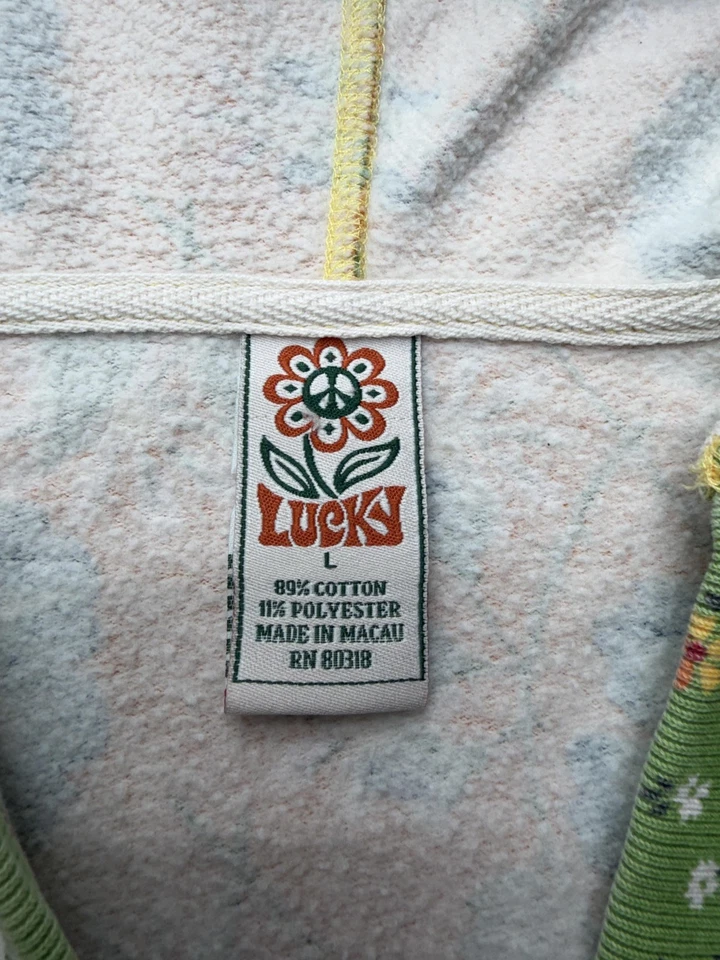 LUCKY
L
89% COTTON
11% POLYESTER
MADE IN MACAU
RN 80318